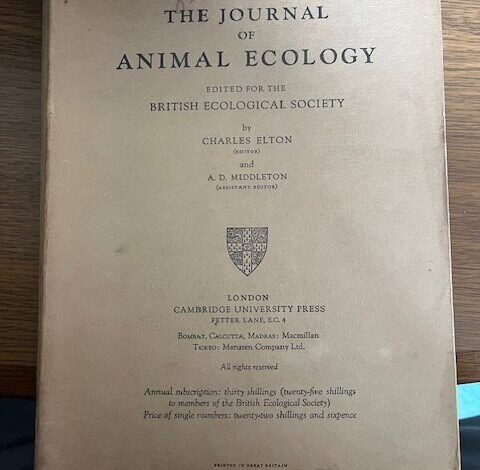 THE JOURNAL
OF
ANIMAL ECOLOGY
EDITED FOR THE
BRITISH ECOLOGICAL SOCIETY
by
CHARLES ELTON
(EDITOR)
and
A. D. MIDDLETON
(ASSISTANT EDITOR)
LONDON
CAMBRIDGE UNIVERSITY PRESS
FETTER LANE, E.C. 4
BOMBAY, CALCUTTA, MADRAS: Macmillan
TOKYO: Maruzen Company Ltd.
All rights reserved
Annual subscription: thirty shillings (twenty-five shillings
to members of the British Ecological Society)
Price of single numbers: twenty-two shillings and sixpence
PRINTED IN GREAT BRITAIN